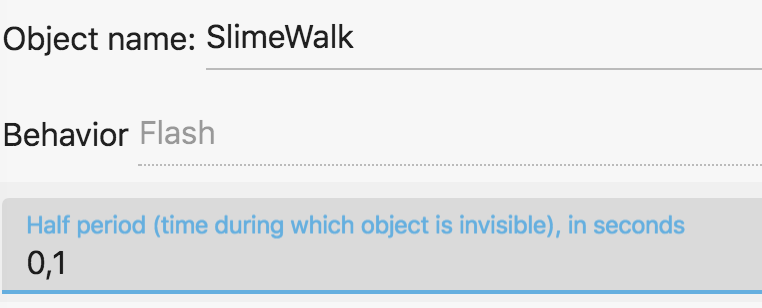 Object name: SlimeWalk
Behavior Flash
Half period (time during which object is invisible), in seconds
0,1